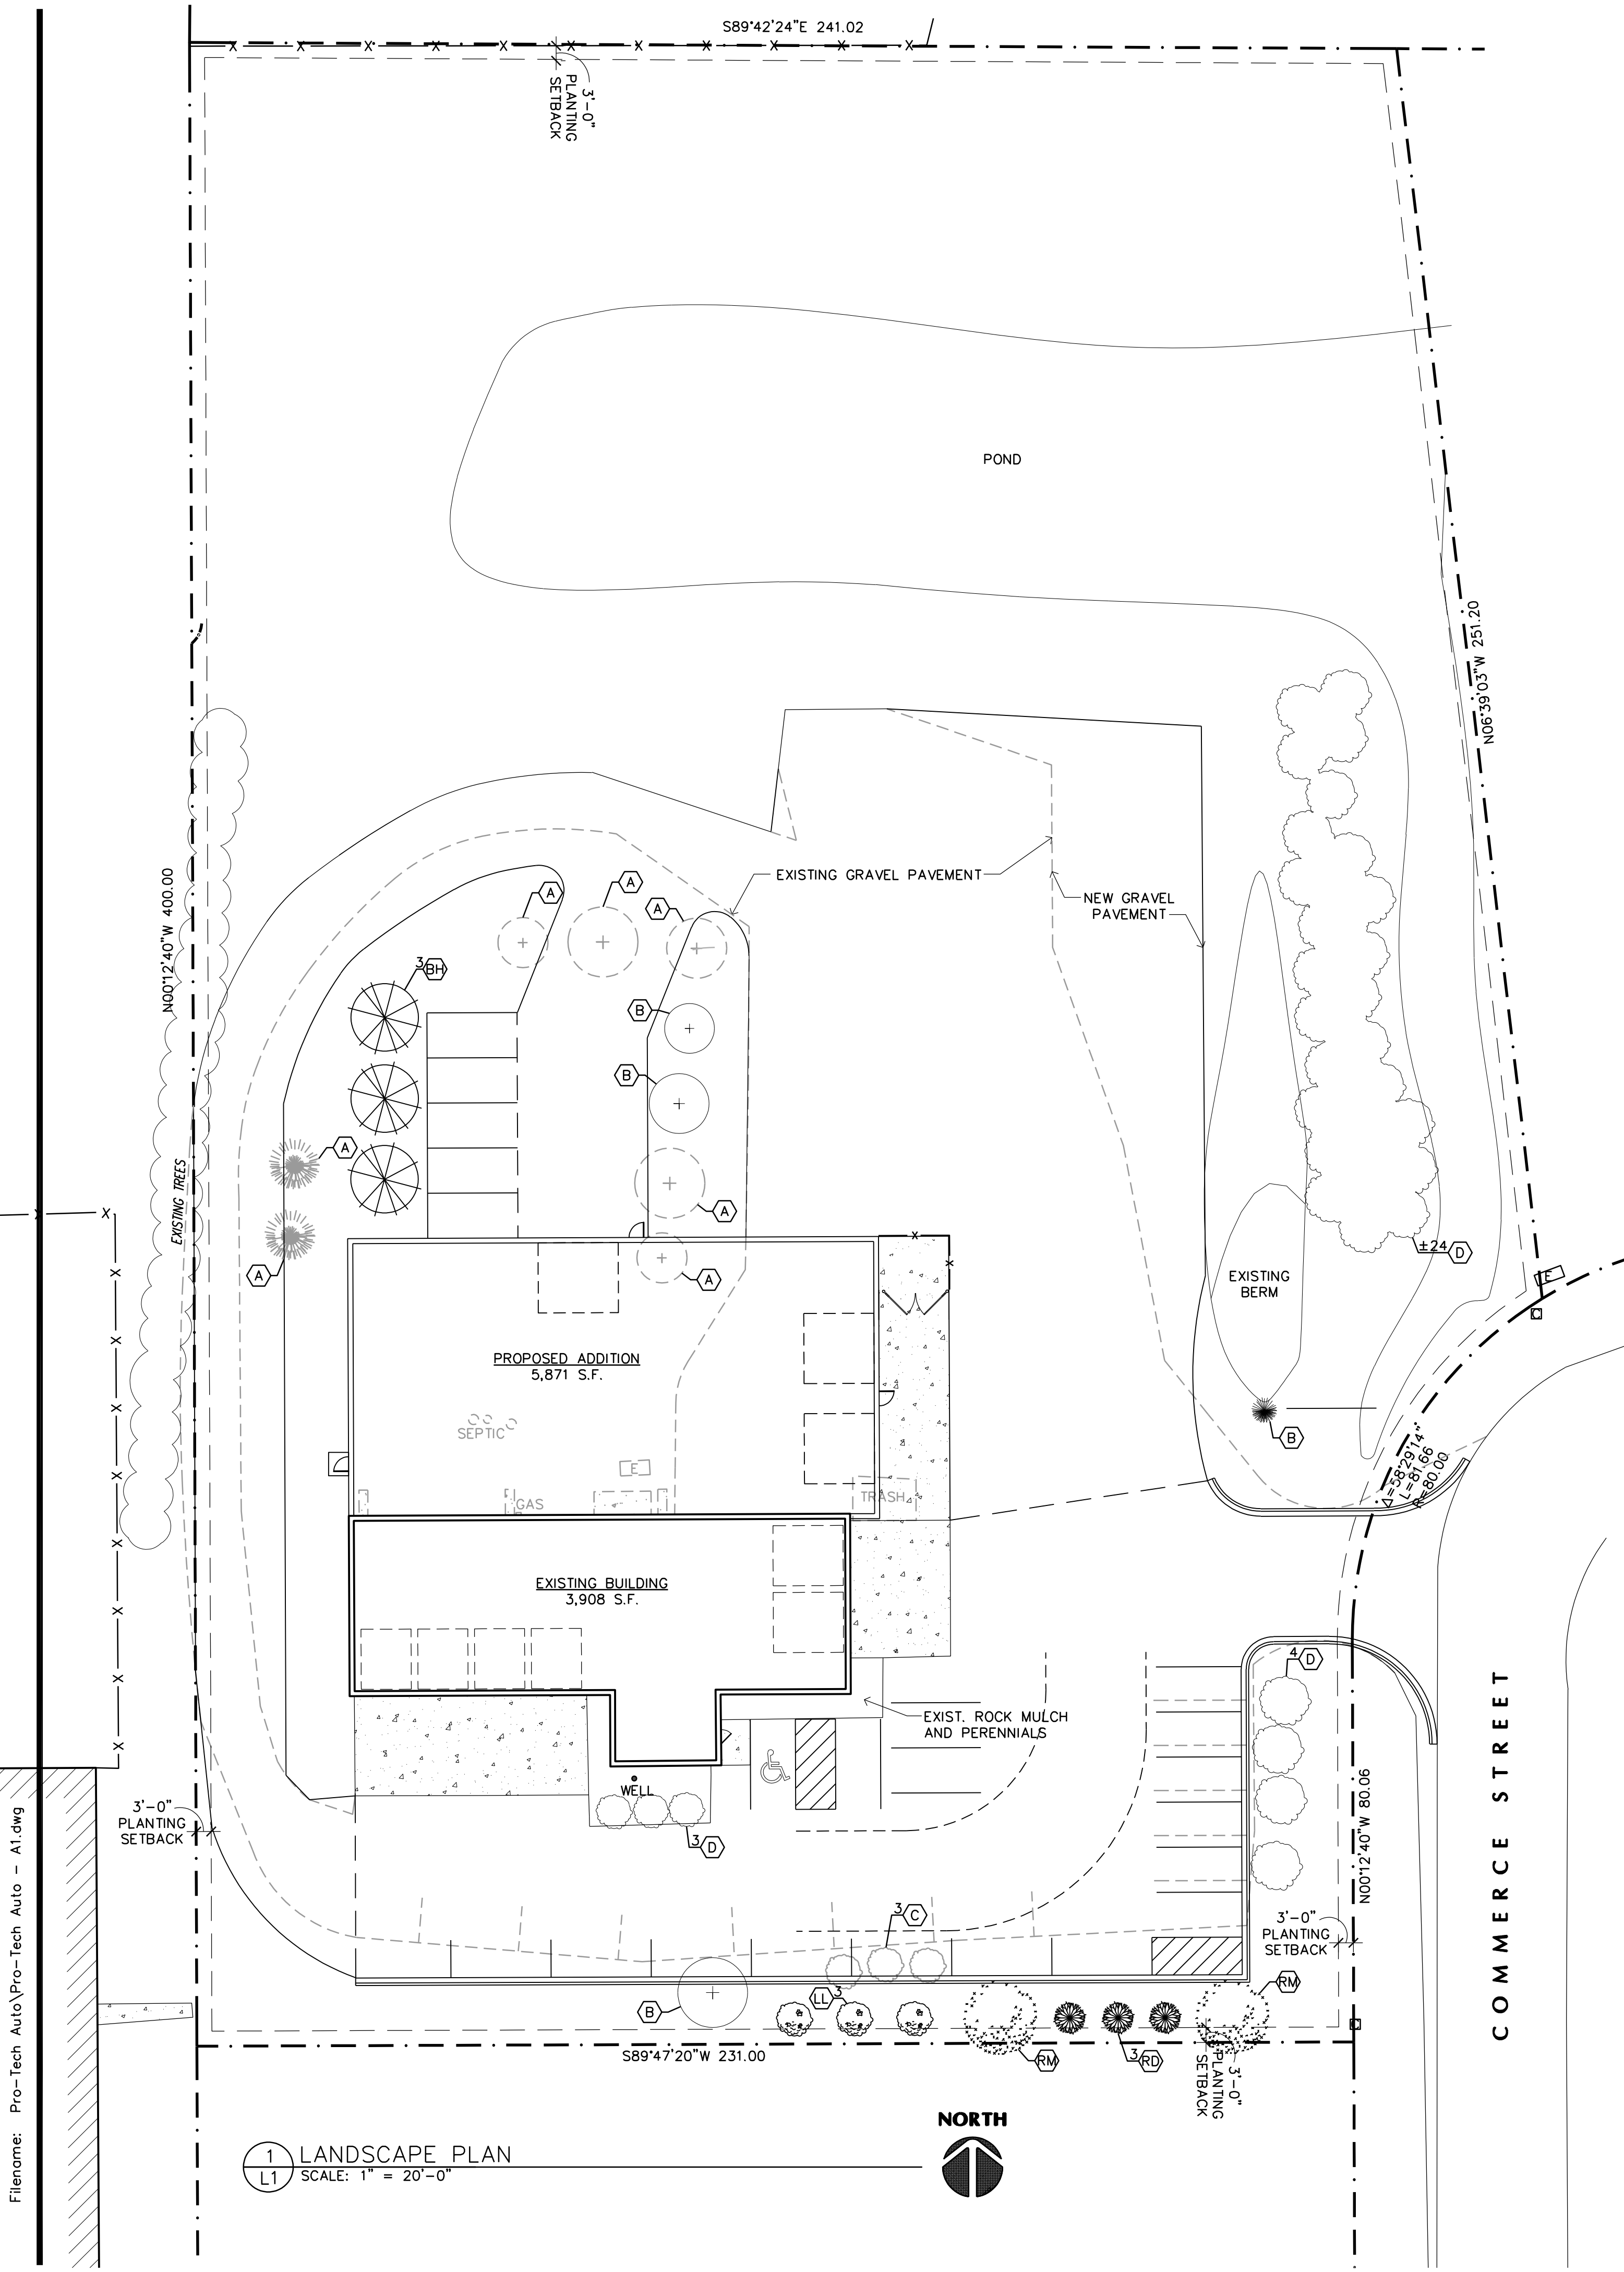 S89°42'24"E 241.02
3'-0"
PLANTING
SETBACK
POND
N06°39'03"W 251.20
N00°12'40"W 400.00
EXISTING GRAVEL PAVEMENT
NEW GRAVEL
PAVEMENT
A
A
A
3 BH
B
B
A
A
A
A
EXISTING TREES
±24 D
E
C
EXISTING
BERM
B
PROPOSED ADDITION
5,871 S.F.
SEPTIC
E
GAS
TRASH
Δ=58°29'14"
L=81.66
R=80.00
EXISTING BUILDING
3,908 S.F.
4 D
EXIST. ROCK MULCH
AND PERENNIALS
WELL
3 D
3'-0"
PLANTING
SETBACK
N00°12'40"W 80.06
COMMERCE STREET
3 C
3'-0"
PLANTING
SETBACK
RM
B
LL 3
RM
3 RD
3'-0"
PLANTING
SETBACK
S89°47'20"W 231.00
NORTH
1
L1
LANDSCAPE PLAN
SCALE: 1" = 20'-0"
Filename: Pro-Tech Auto\Pro-Tech Auto - A1.dwg